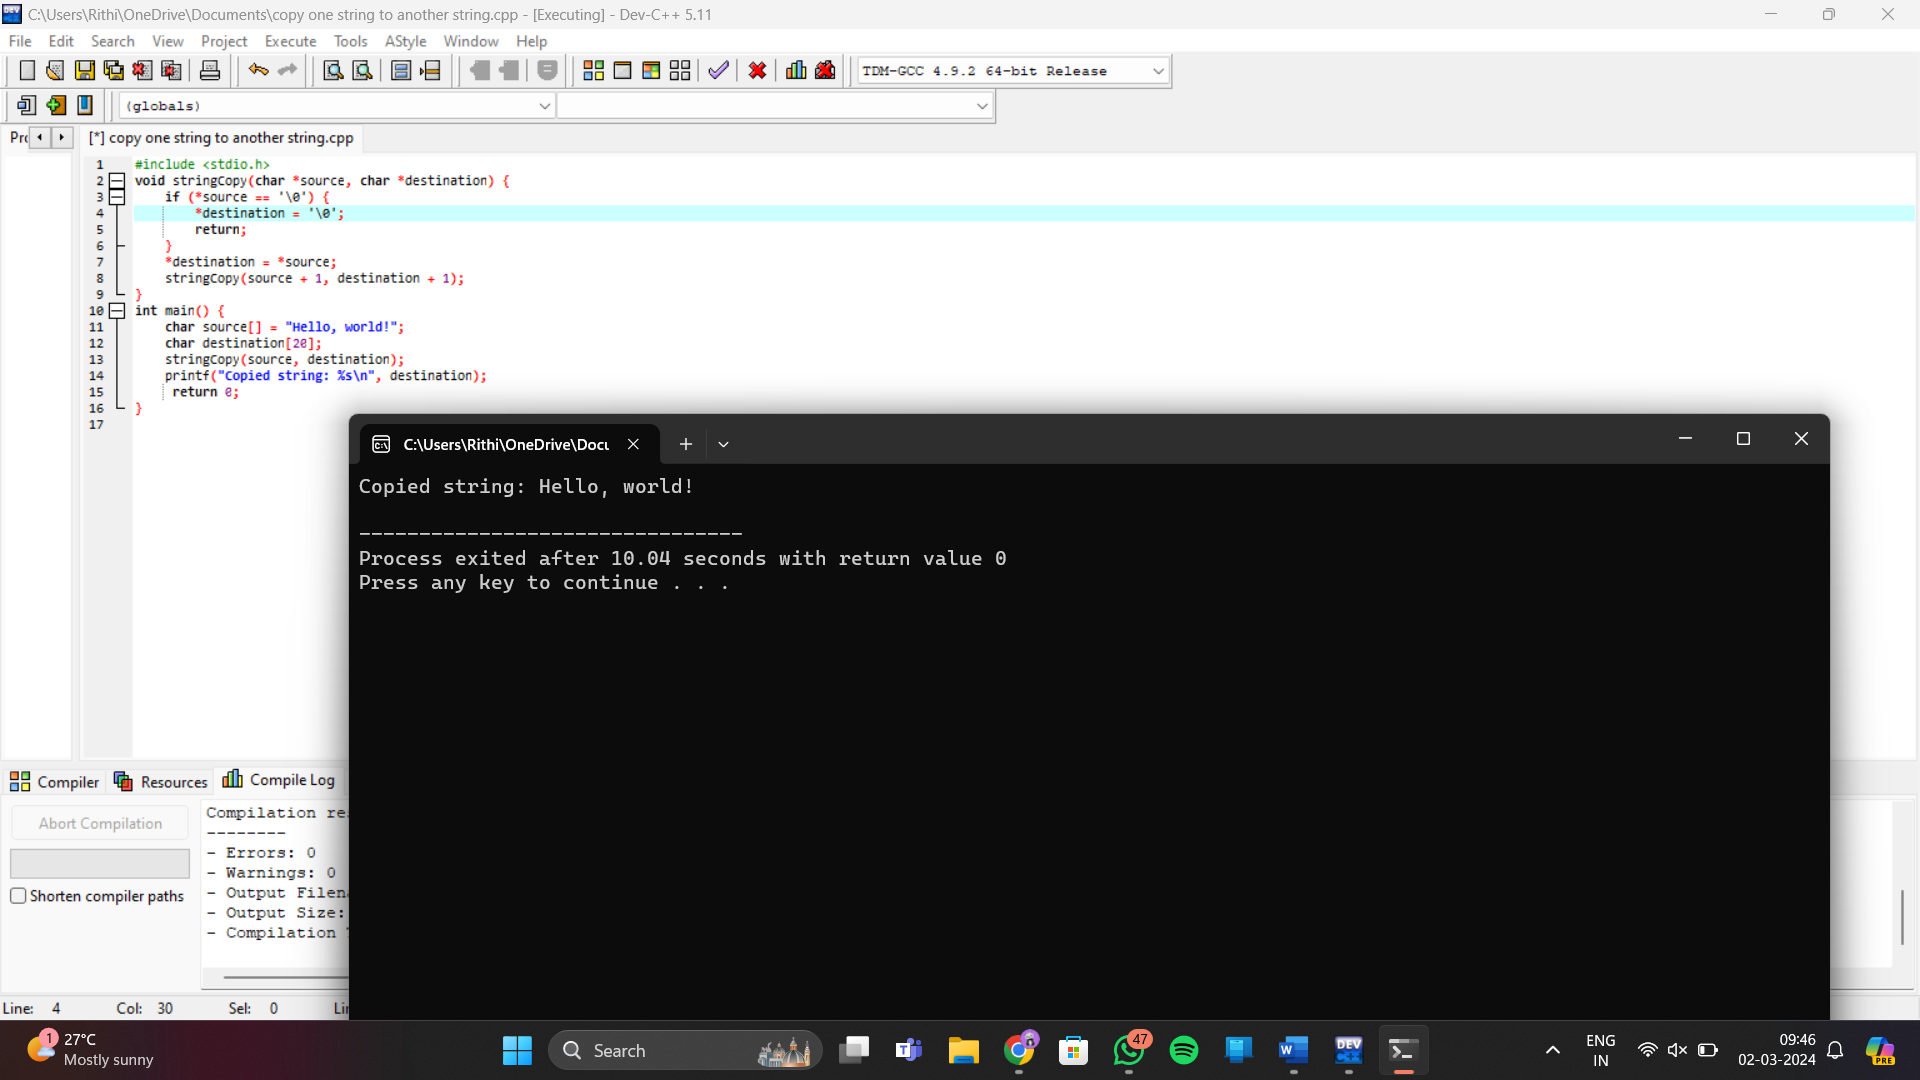 C:\Users\Rithi\OneDrive\Documents\copy one string to another string.cpp - [Executing] - Dev-C++ 5.11
File Edit Search View Project Execute Tools AStyle Window Help
TDM-GCC 4.9.2 64-bit Release
(globals)
[*] copy one string to another string.cpp
1 #include <stdio.h>
2 void stringCopy(char *source, char *destination) {
3 if (*source == '\0') {
4 *destination = '\0';
5 return;
6 }
7 *destination = *source;
8 stringCopy(source + 1, destination + 1);
9 }
10 int main() {
11 char source[] = "Hello, world!";
12 char destination[20];
13 stringCopy(source, destination);
14 printf("Copied string: %s\n", destination);
15 return 0;
16 }
17
C:\Users\Rithi\OneDrive\Docu
Copied string: Hello, world!
--------------------------------
Process exited after 10.04 seconds with return value 0
Press any key to continue . . .
Compiler Resources Compile Log
Abort Compilation
Shorten compiler paths
Compilation re
--------
- Errors: 0
- Warnings: 0
- Output Filen
- Output Size:
- Compilation
Line: 4 Col: 30 Sel: 0
1
27°C
Mostly sunny
Search
47
DEV
C++
ENG
IN
09:46
02-03-2024
PRE